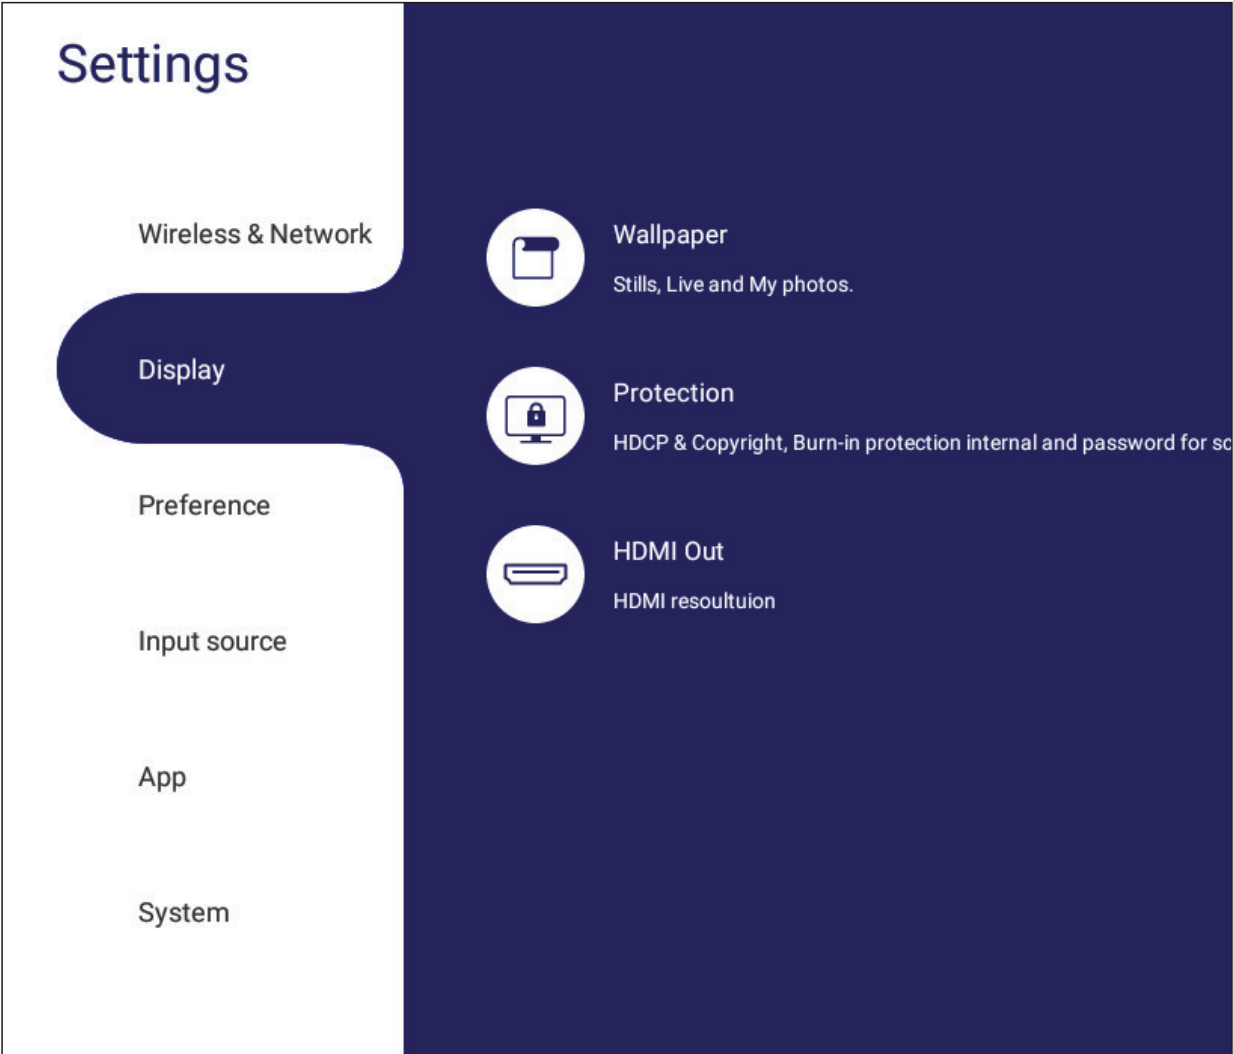 Settings
Wireless & Network
Display
Preference
Input source
App
System
Wallpaper
Stills, Live and My photos.
Protection
HDCP & Copyright, Burn-in protection internal and password for
HDMI Out
HDMI resoultuion